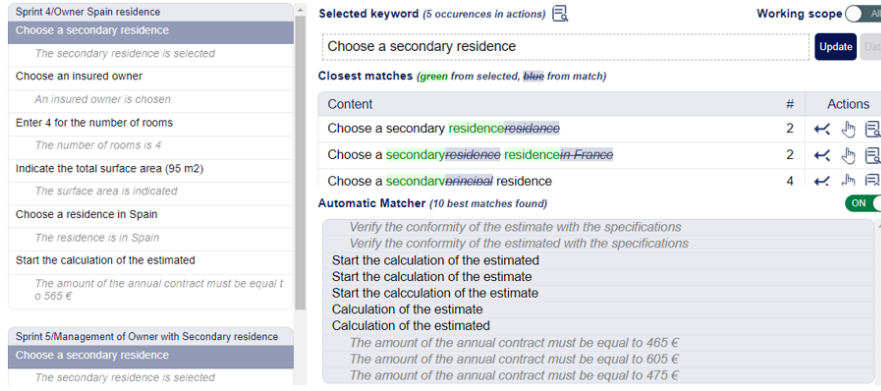 Sprint 4/Owner Spain residence
Choose a secondary residence
The secondary residence is selected
Choose an insured owner
An insured owner is chosen
Enter 4 for the number of rooms
The number of rooms is 4
Indicate the total surface area (95 m2)
The surface area is indicated
Choose a residence in Spain
The residence is in Spain
Start the calculation of the estimated
The amount of the annual contract must be equal t
o 565 €
Sprint 5/Management of Owner with Secondary residence
Choose a secondary residence
The secondary residence is selected
Selected keyword (5 occurences in actions)
Working scope
All
Choose a secondary residence
Update
Closest matches (green from selected, blue from match)
Content # Actions
Choose a secondary residenceresidance 2
Choose a secondaryresidence residencein France 2
Choose a secondaryprincipal residence 4
Automatic Matcher (10 best matches found)
ON
Verify the conformity of the estimate with the specifications
Verify the conformity of the estimated with the specifications
Start the calculation of the estimated
Start the calculation of the estimate
Start the calcculation of the estimate
Calculation of the estimate
Calculation of the estimated
The amount of the annual contract must be equal to 465 €
The amount of the annual contract must be equal to 605 €
The amount of the annual contract must be equal to 475 €